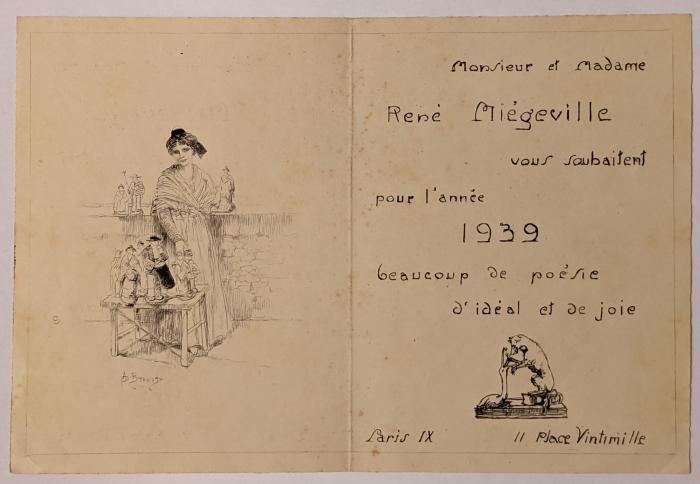 Monsieur et Madame
René Miégeville
vous souhaitent
pour l'année
1939
beaucoup de poésie
d'idéal et de joie
Paris IX
11 Place Vintimille